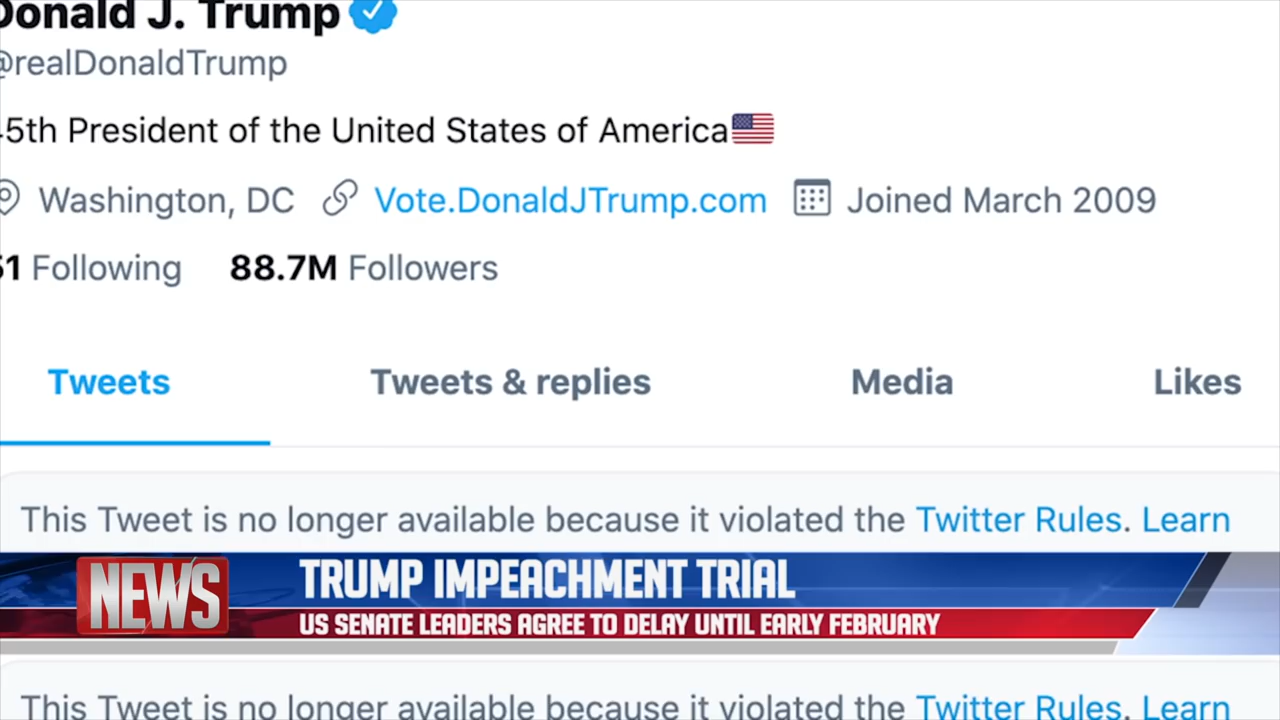 Donald J. Trump
@realDonaldTrump
45th President of the United States of America
Washington, DC Vote.DonaldJTrump.com Joined March 2009
51 Following 88.7M Followers
Tweets Tweets & replies Media Likes
This Tweet is no longer available because it violated the Twitter Rules. Learn
NEWS
TRUMP IMPEACHMENT TRIAL
US SENATE LEADERS AGREE TO DELAY UNTIL EARLY FEBRUARY
This Tweet is no longer available because it violated the Twitter Rules. Learn